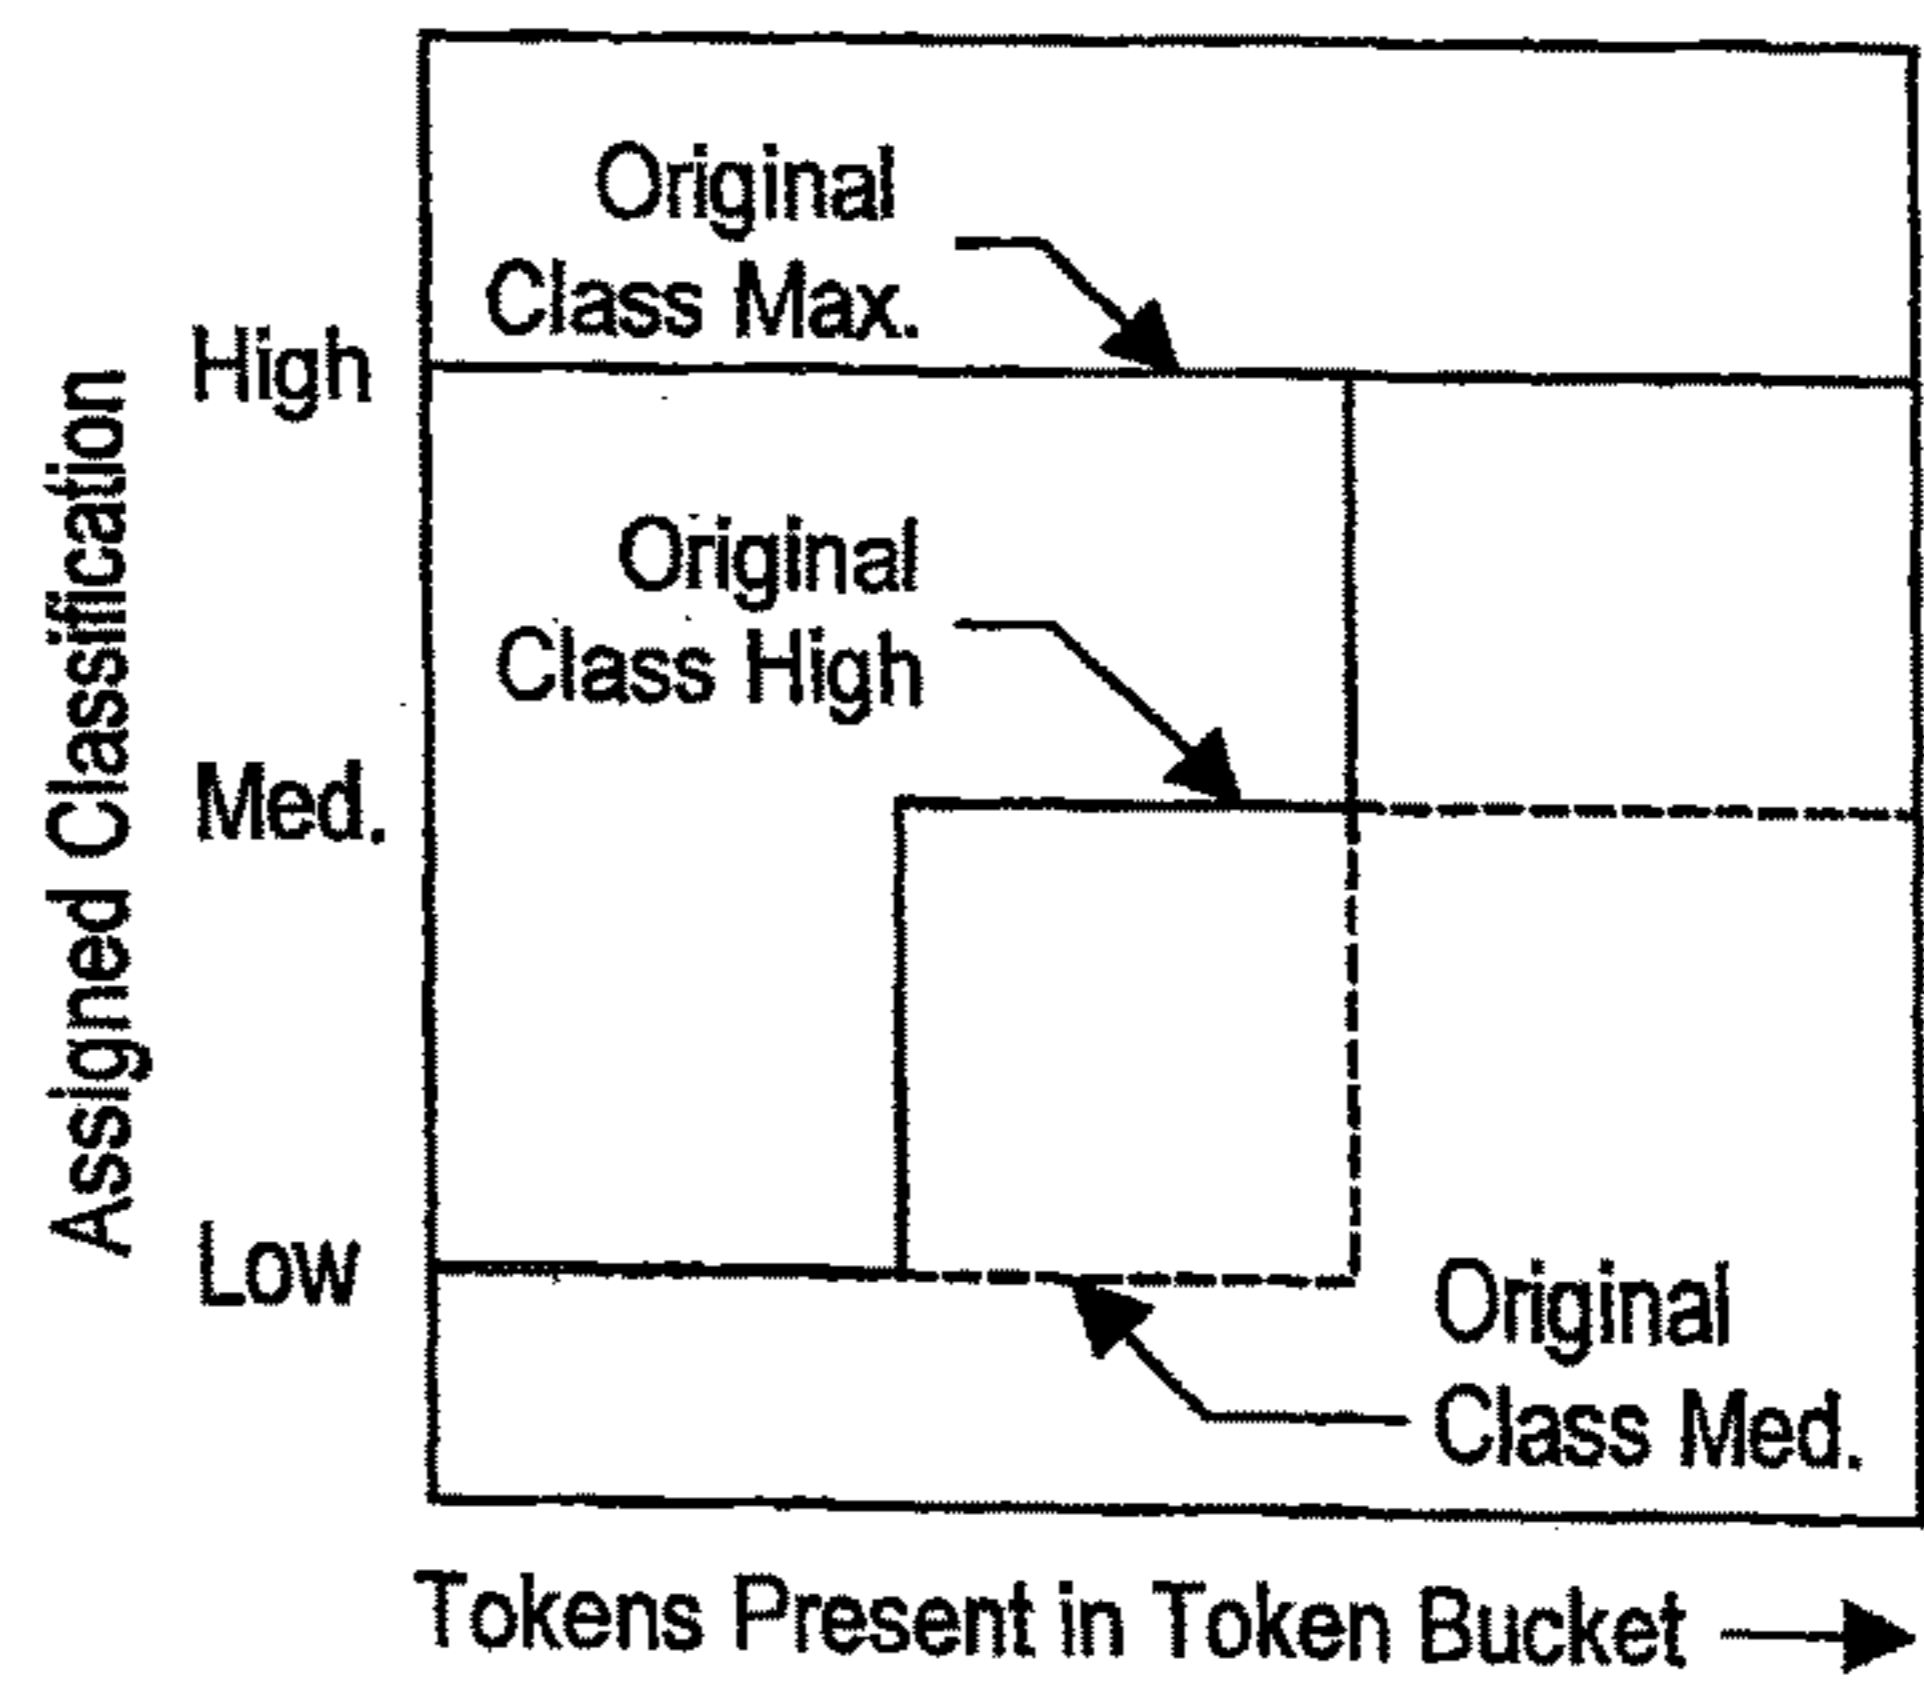 Original
Class Max.
High
Original
Class High
Med.
Low
Original
Class Med.
Assigned Classification
Tokens Present in Token Bucket